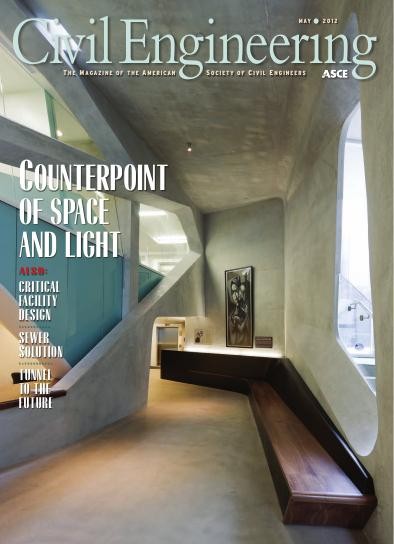 MAY ● 2012
Civil Engineering
THE MAGAZINE OF THE AMERICAN SOCIETY OF CIVIL ENGINEERS
ASCE
COUNTERPOINT
OF SPACE
AND LIGHT
ALSO:
CRITICAL
FACILITY
DESIGN
SEWER
SOLUTION
TUNNEL
TO THE
FUTURE